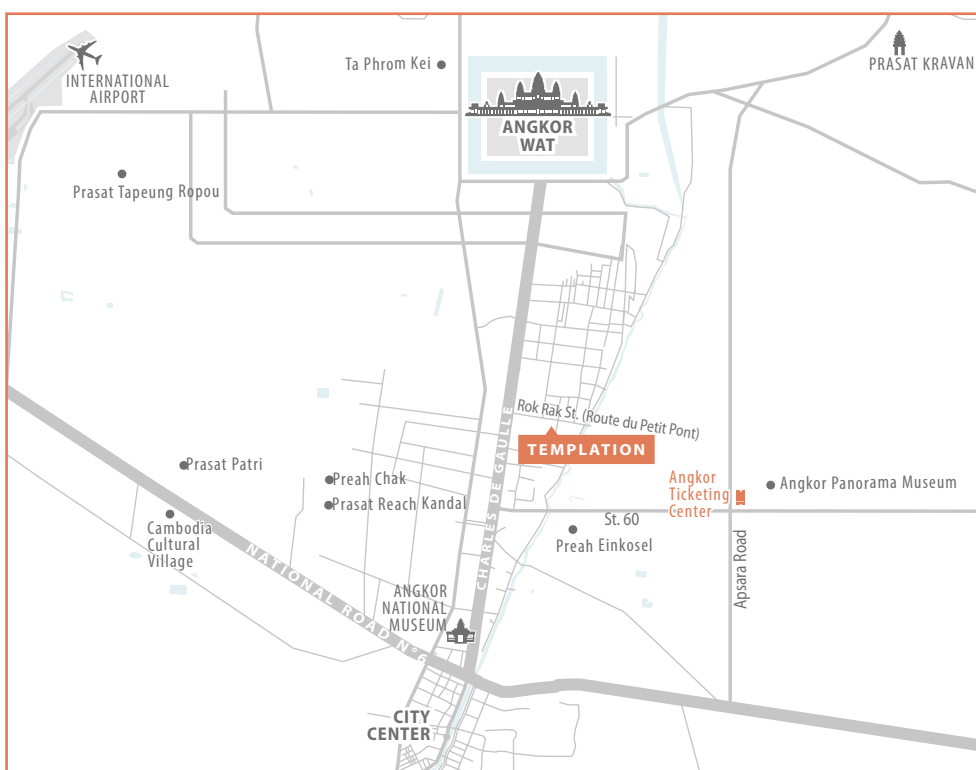 INTERNATIONAL
AIRPORT
Ta Phrom Kei
PRASAT KRAVAN
ANGKOR
WAT
Prasat Tapeung Ropou
Rok Rak St. (Route du Petit Pont)
TEMPLATION
CHARLES DE GAULLE
Prasat Patri
Preah Chak
Prasat Reach Kandal
Angkor
Ticketing
Center
Angkor Panorama Museum
St. 60
Preah Einkosel
Cambodia
Cultural
Village
NATIONAL ROAD N°6
Apsara Road
ANGKOR
NATIONAL
MUSEUM
CITY
CENTER